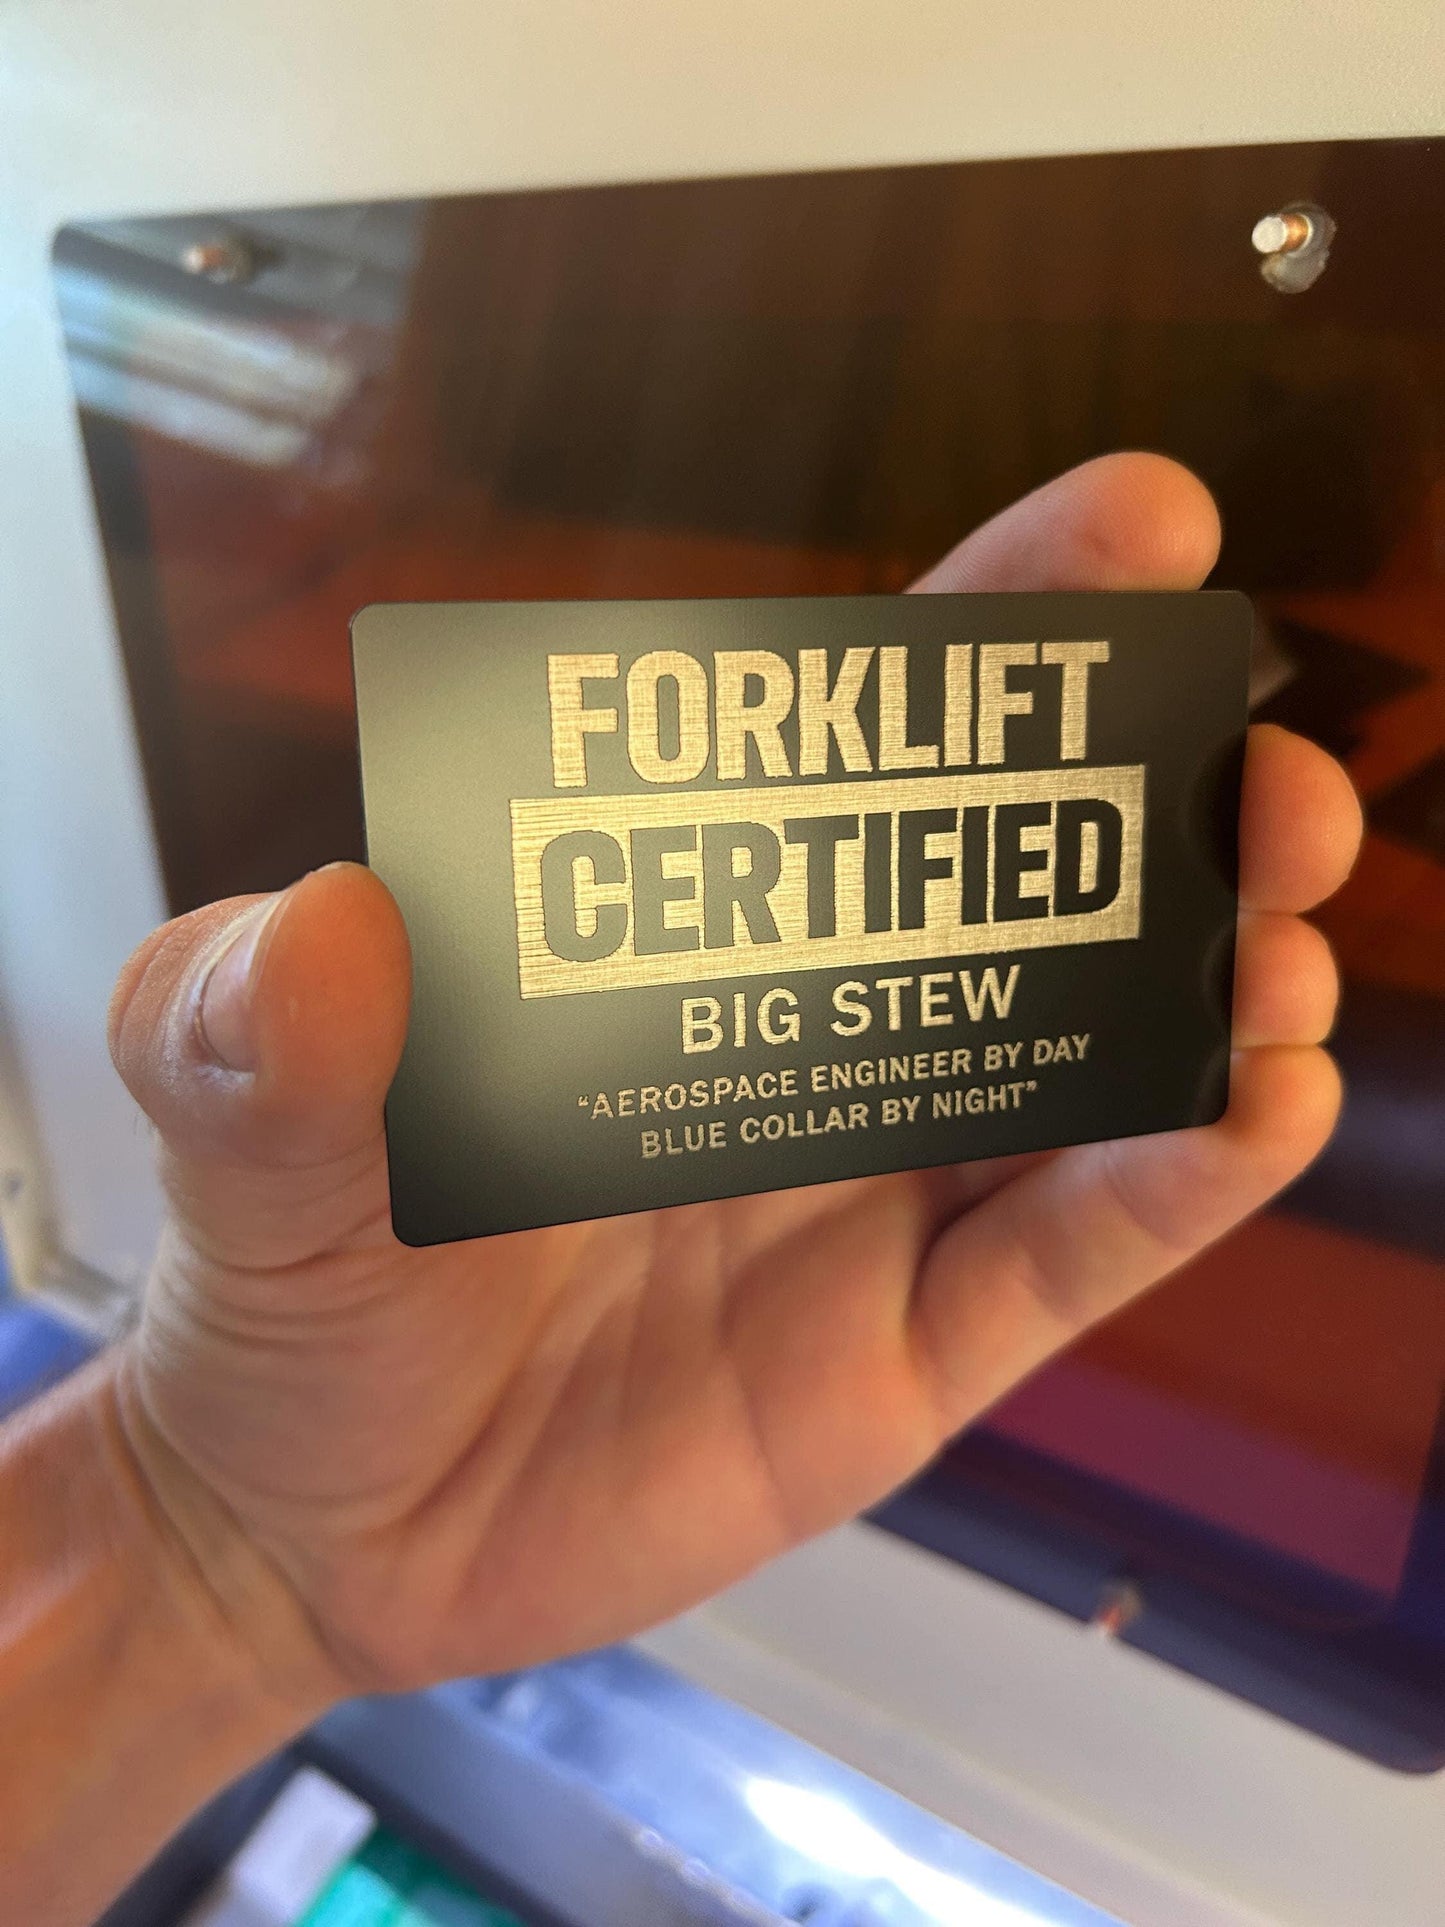 FORKLIFT
CERTIFIED
BIG STEW
“AEROSPACE ENGINEER BY DAY
BLUE COLLAR BY NIGHT”